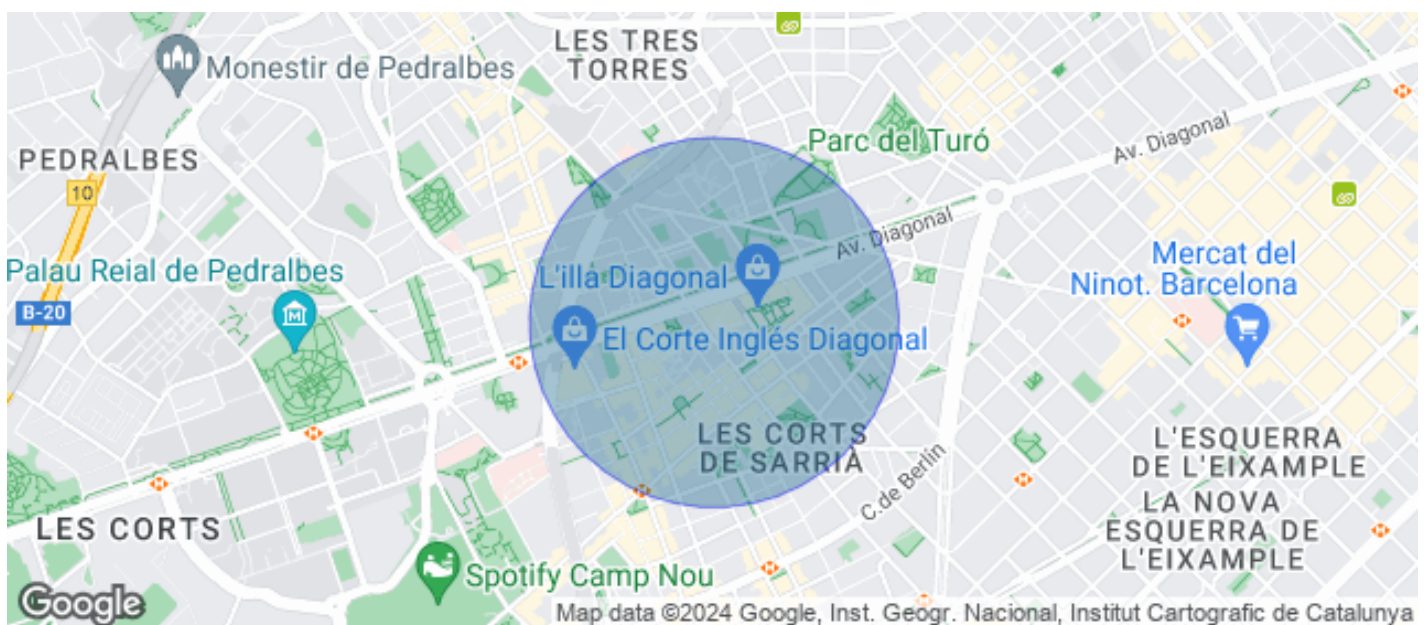 LES TRES
TORRES
Monestir de Pedralbes
Parc del Turó
Av. Diagonal
PEDRALBES
10
Av. Diagonal
Mercat del
Ninot. Barcelona
L'illa Diagonal
Palau Reial de Pedralbes
B-20
El Corte Inglés Diagonal
LES CORTS
DE SARRIÀ
C. de Berlín
L'ESQUERRA
DE L'EIXAMPLE
LA NOVA
ESQUERRA DE
L'EIXAMPLE
LES CORTS
Spotify Camp Nou
Google
Map data ©2024 Google, Inst. Geogr. Nacional, Institut Cartografic de Catalunya